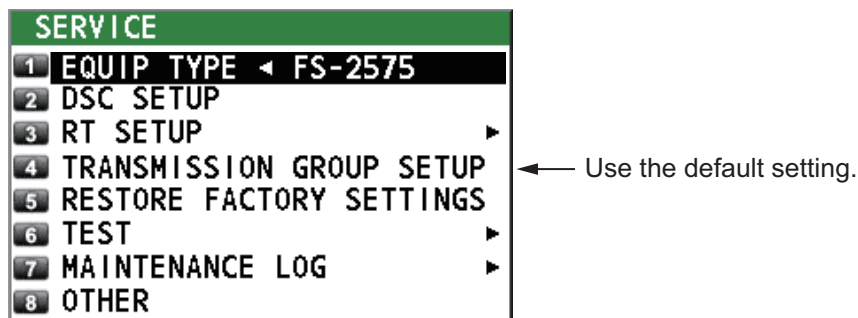 SERVICE
1 EQUIP TYPE ◄ FS-2575
2 DSC SETUP
3 RT SETUP ►
4 TRANSMISSION GROUP SETUP Use the default setting.
5 RESTORE FACTORY SETTINGS
6 TEST ►
7 MAINTENANCE LOG ►
8 OTHER